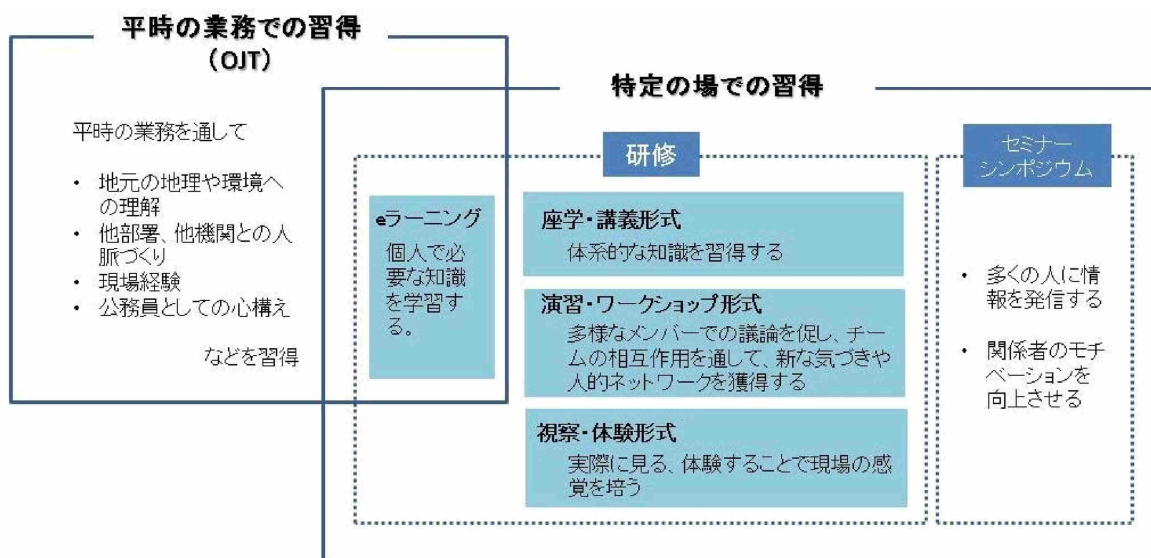 平時の業務での習得
(OJT)
平時の業務を通して
・ 地元の地理や環境へ
の理解
・ 他部署、他機関との人
脈づくり
・ 現場経験
・ 公務員としての心構え
などを習得
特定の場での習得
研修
eラーニング
個人で必
要な知識
を学習す
る。
座学・講義形式
体系的な知識を習得する
演習・ワークショップ形式
多様なメンバーでの議論を促し、チー
ムの相互作用を通して、新な気づきや
人的ネットワークを獲得する
視察・体験形式
実際に見る、体験することで現場の感
覚を培う
セミナー
シンポジウム
・ 多くの人に情
報を発信する
・ 関係者のモチ
ベーションを
向上させる